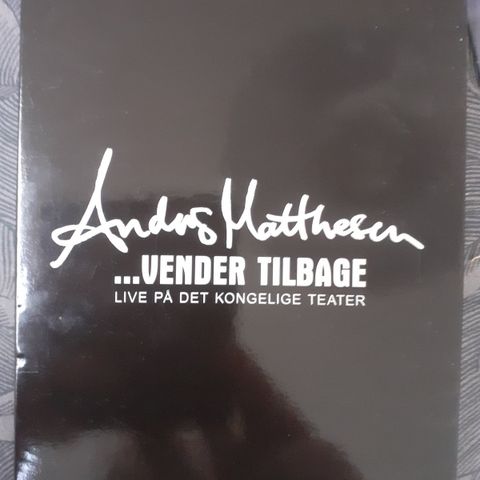 Anders Matthesen
...VENDER TILBAGE
LIVE PÅ DET KONGELIGE TEATER